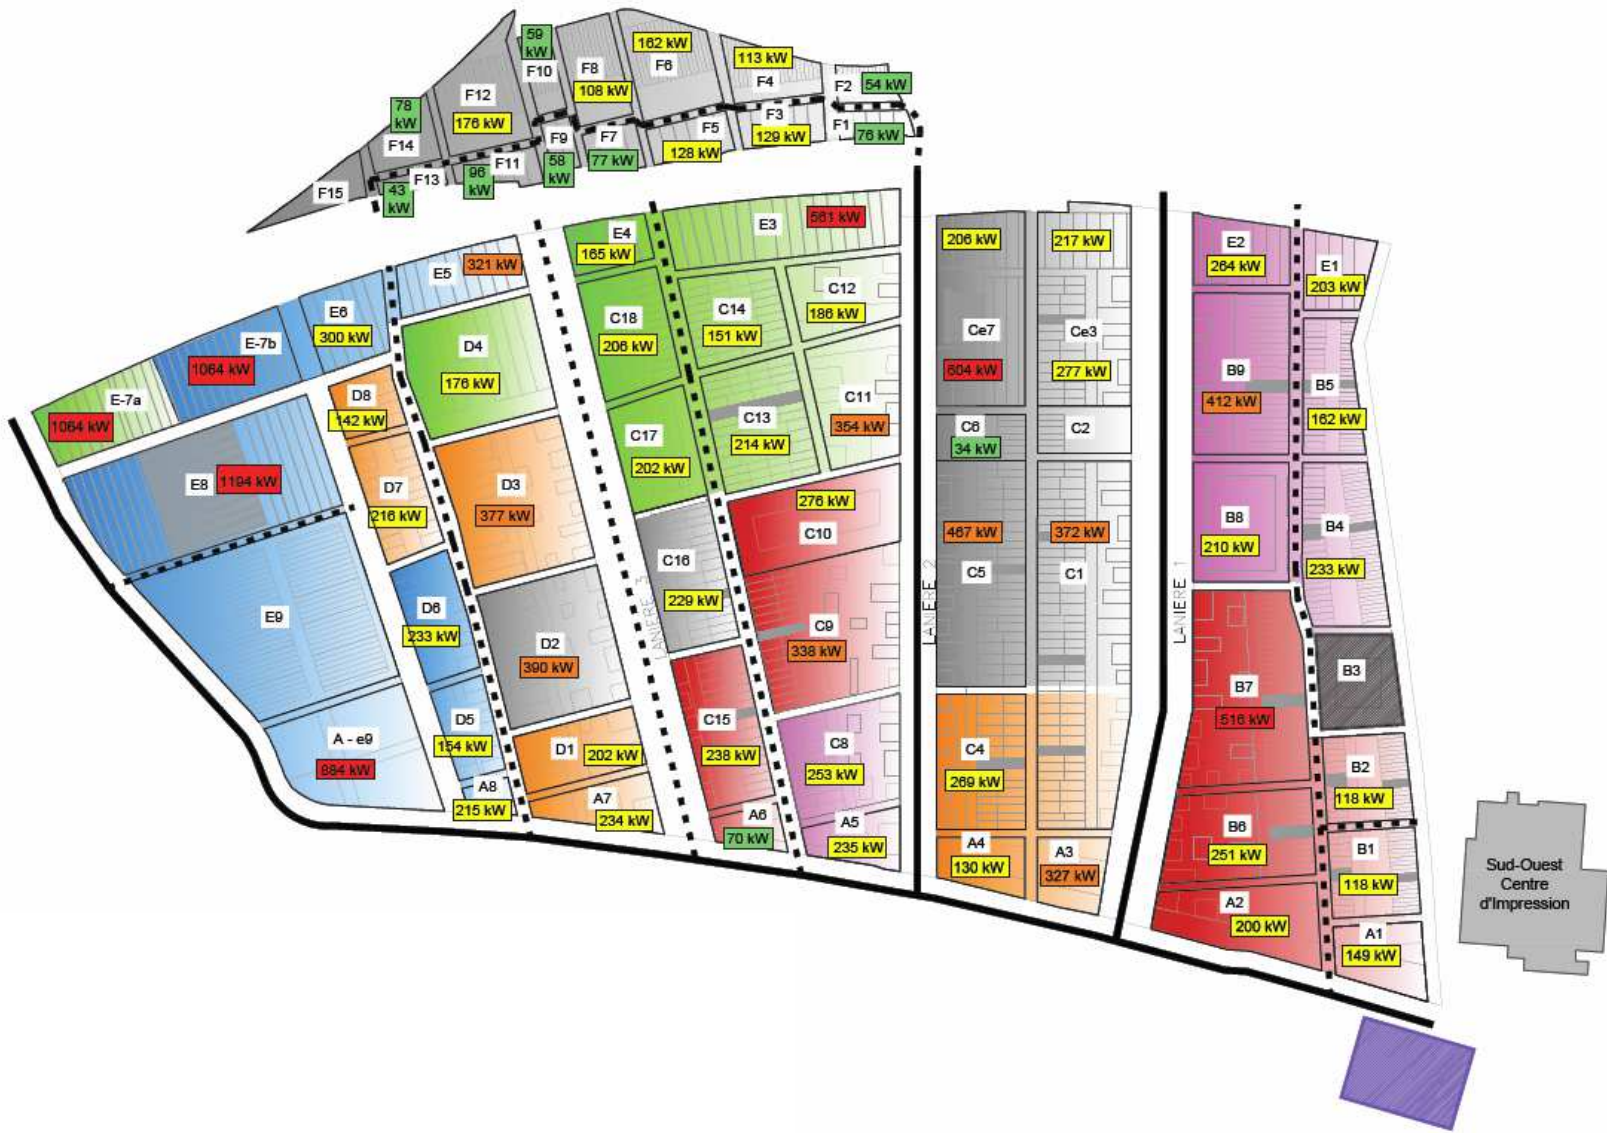 59
kW
F10
F8
108 kW
162 kW
F6
113 kW
F4
F2
54 kW
F12
176 kW
78
kW
F14
F15
43
kW
F13
96
kW
F11
F9
58
kW
F7
77 kW
F5
128 kW
F3
129 kW
F1
76 kW
E4
165 kW
E3
561 kW
206 kW
217 kW
E2
264 kW
E1
203 kW
E5
321 kW
E6
300 kW
E-7b
1064 kW
E-7a
1064 kW
D4
176 kW
C18
206 kW
C14
151 kW
C12
186 kW
Ce7
604 kW
Ce3
277 kW
B9
412 kW
B5
162 kW
D8
142 kW
C17
202 kW
C13
214 kW
C11
354 kW
C6
34 kW
C2
E8
1194 kW
D7
216 kW
D3
377 kW
276 kW
C10
467 kW
C5
372 kW
C1
B8
210 kW
B4
233 kW
C16
229 kW
LANIERE 3
LANIERE 2
LANIERE 1
E9
D6
233 kW
D2
390 kW
C9
338 kW
B7
516 kW
B3
A - e9
884 kW
D5
154 kW
D1
202 kW
C15
238 kW
C8
253 kW
C4
269 kW
B2
118 kW
A8
215 kW
A7
234 kW
A6
70 kW
A5
235 kW
A4
130 kW
A3
327 kW
B6
251 kW
B1
118 kW
A2
200 kW
A1
149 kW
Sud-Ouest
Centre
d'Impression